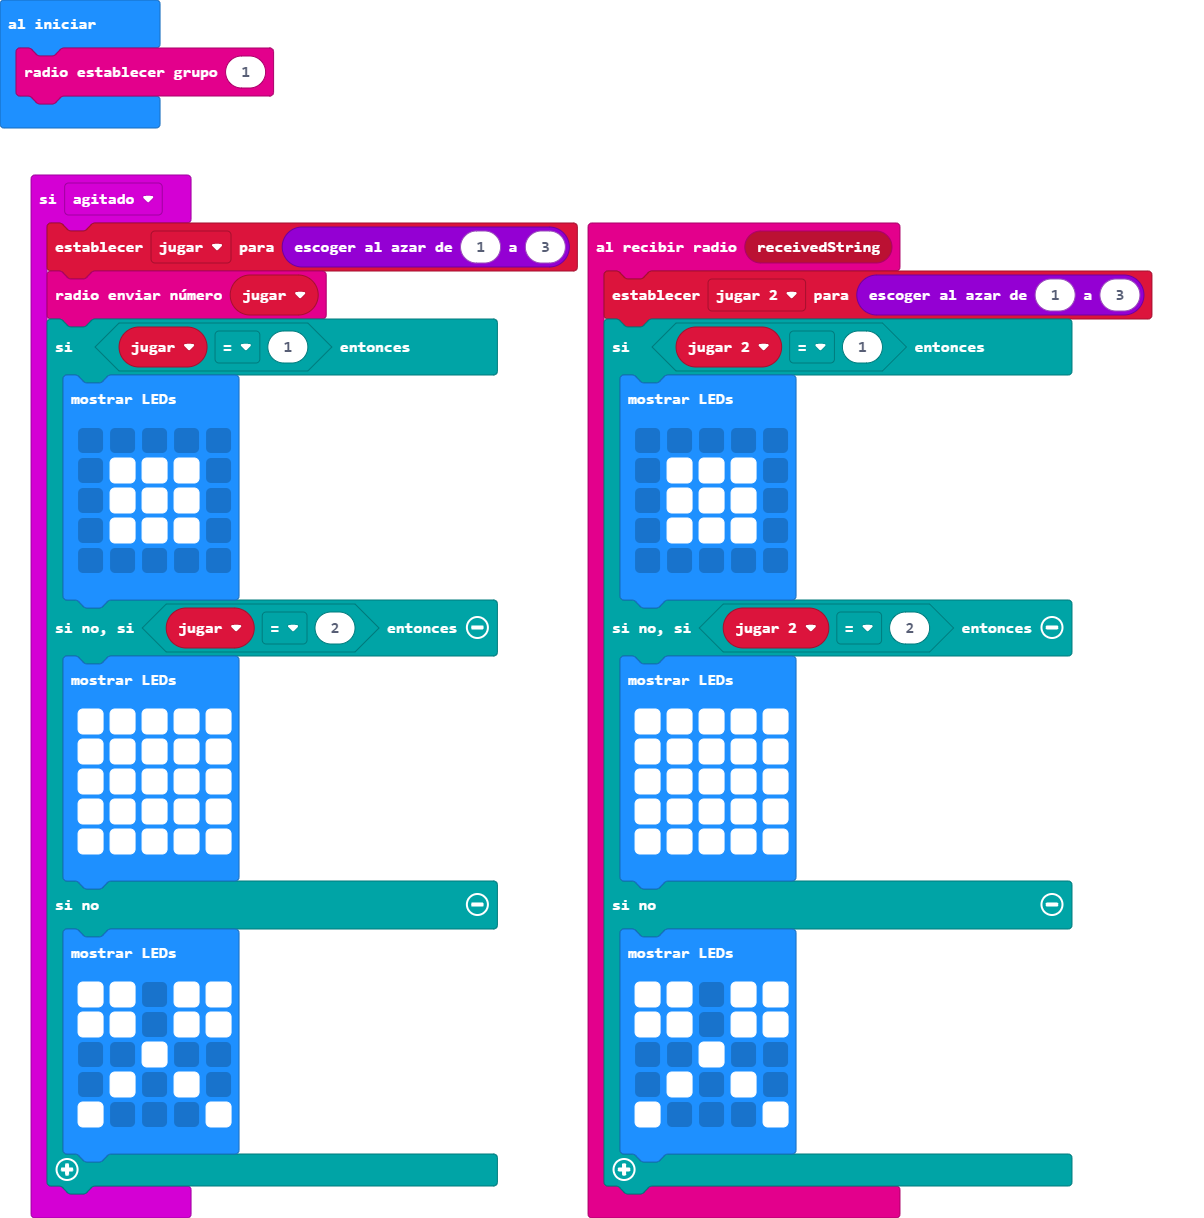 al iniciar
radio establecer grupo 1
si agitado
establecer jugar para escoger al azar de 1 a 3
radio enviar número jugar
si jugar = 1 entonces
mostrar LEDs
si no, si jugar = 2 entonces
mostrar LEDs
si no
mostrar LEDs
al recibir radio receivedString
establecer jugar 2 para escoger al azar de 1 a 3
si jugar 2 = 1 entonces
mostrar LEDs
si no, si jugar 2 = 2 entonces
mostrar LEDs
si no
mostrar LEDs